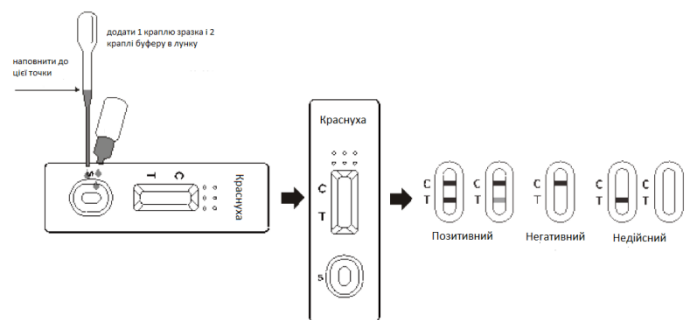 додати 1 краплю зразка і 2
краплі буферу в лунку
наповнити до
цієї точки
S
T C
Краснуха
Краснуха
C
T
S
C C C C C
T T T T T
Позитивний Негативний Недійсний